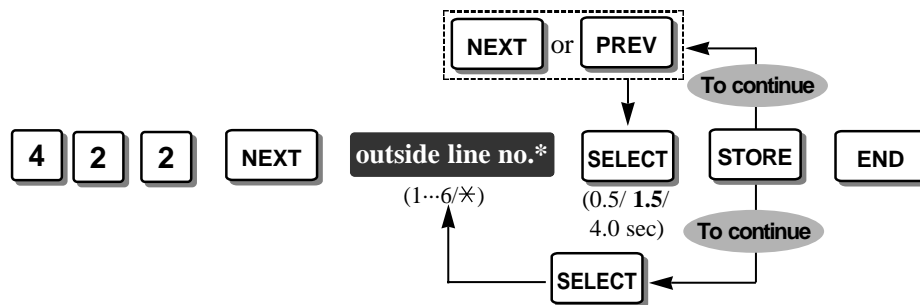 NEXT or PREV
To continue
4 2 2 NEXT outside line no.* SELECT STORE END
(1···6/✳) (0.5/ 1.5/
4.0 sec)
To continue
SELECT